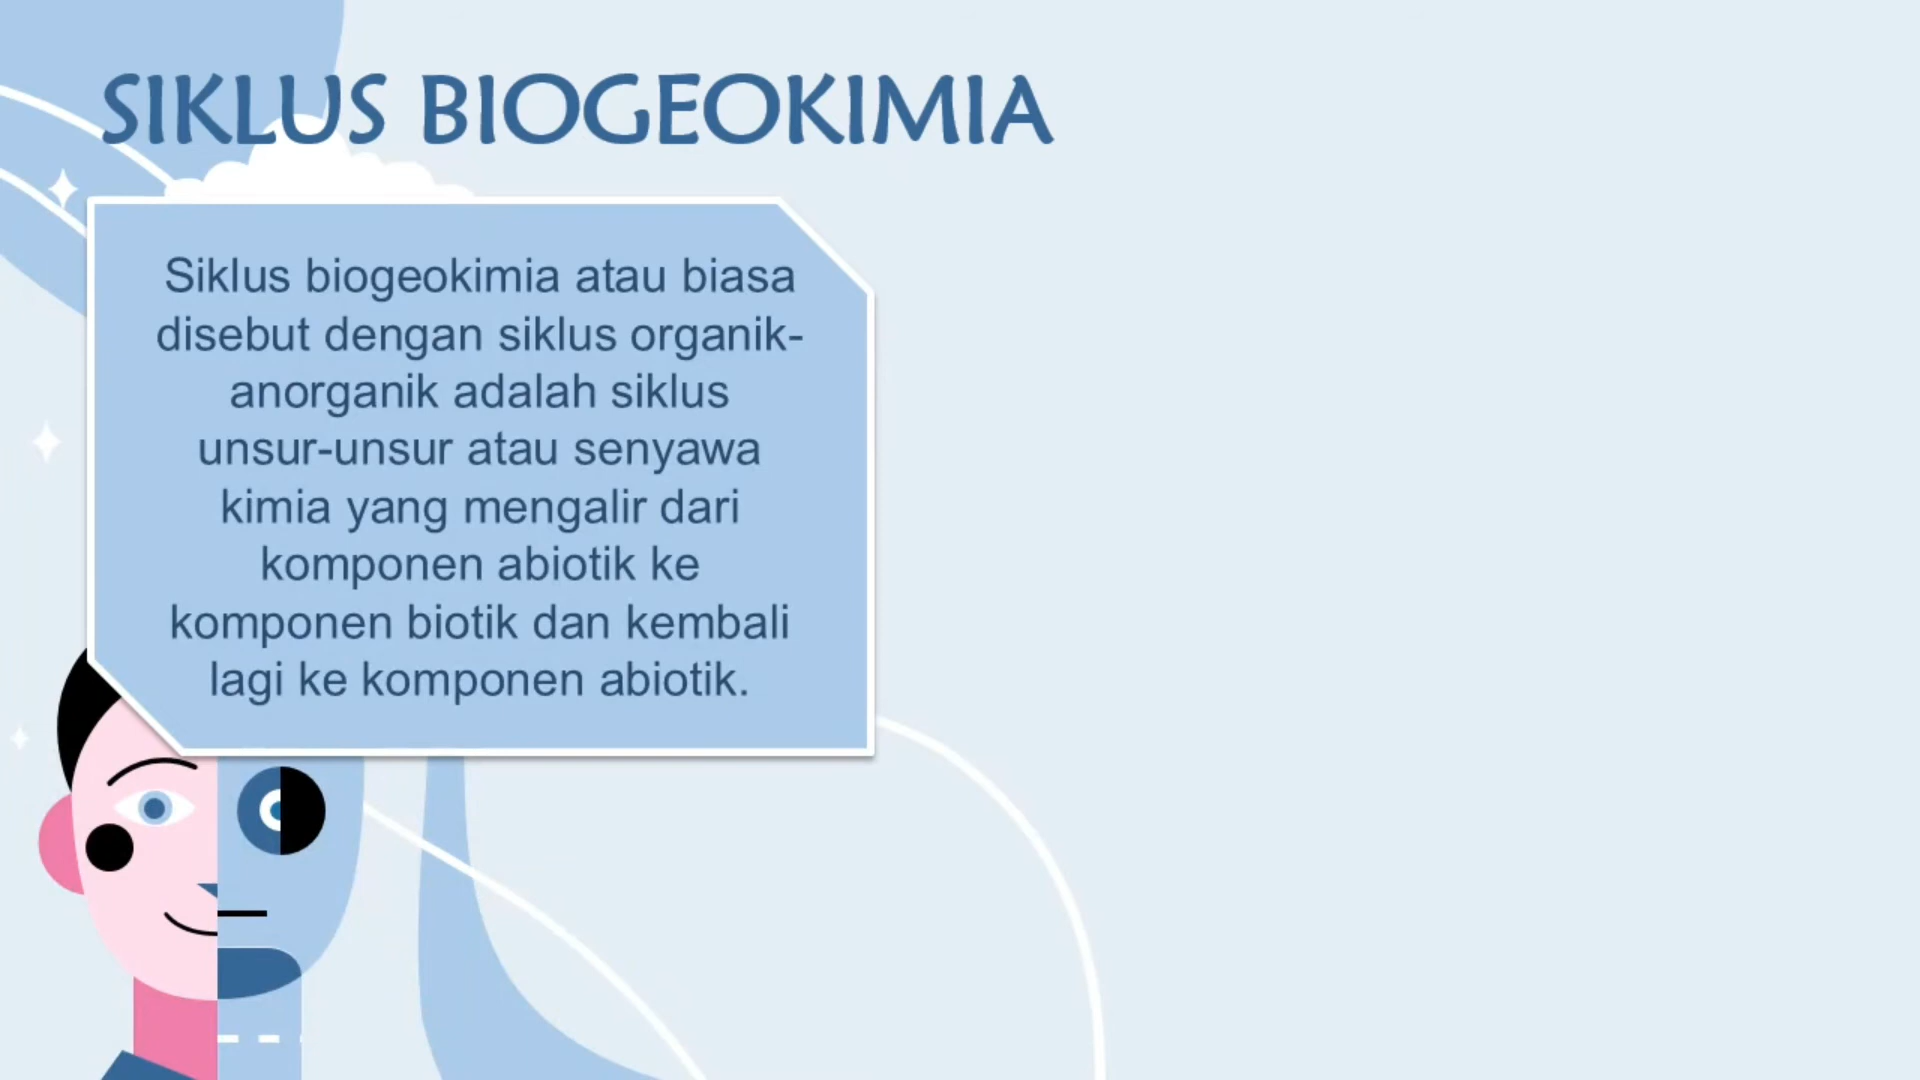 SIKLUS BIOGEOKIMIA
Siklus biogeokimia atau biasa
disebut dengan siklus organik-
anorganik adalah siklus
unsur-unsur atau senyawa
kimia yang mengalir dari
komponen abiotik ke
komponen biotik dan kembali
lagi ke komponen abiotik.